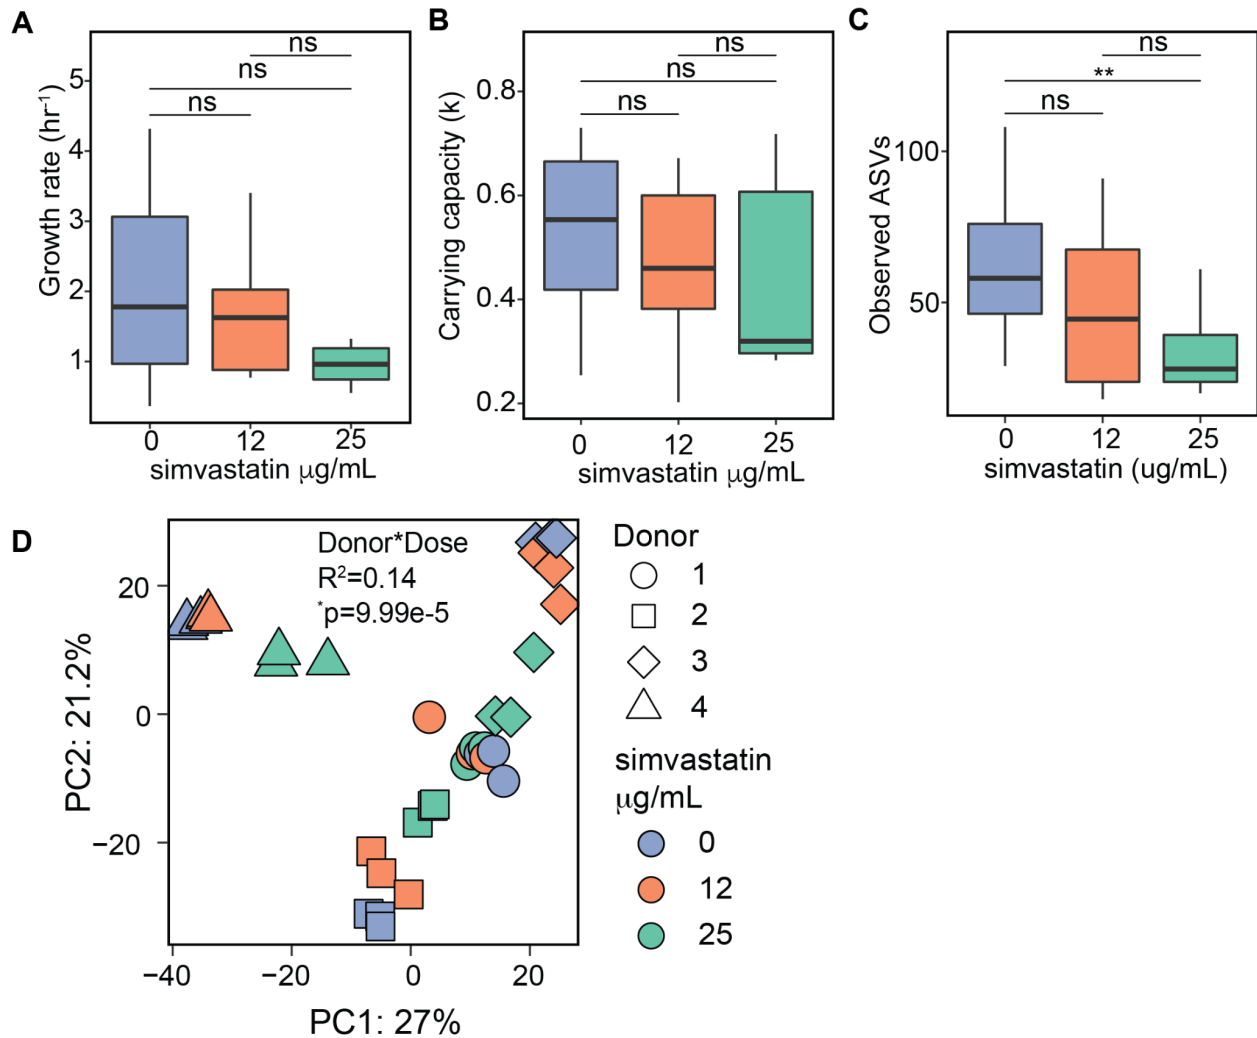 A
ns
ns
ns
Growth rate (hr⁻¹)
5
4
3
2
1
0 12 25
simvastatin μg/mL
B
ns
ns
ns
Carrying capacity (k)
0.8
0.6
0.4
0.2
0 12 25
simvastatin μg/mL
C
ns
**
ns
Observed ASVs
100
50
0 12 25
simvastatin (ug/mL)
D
Donor*Dose
R²=0.14
*p=9.99e-5
PC2: 21.2%
20
0
−20
−40 −20 0 20
PC1: 27%
Donor
1
2
3
4
simvastatin
μg/mL
0
12
25